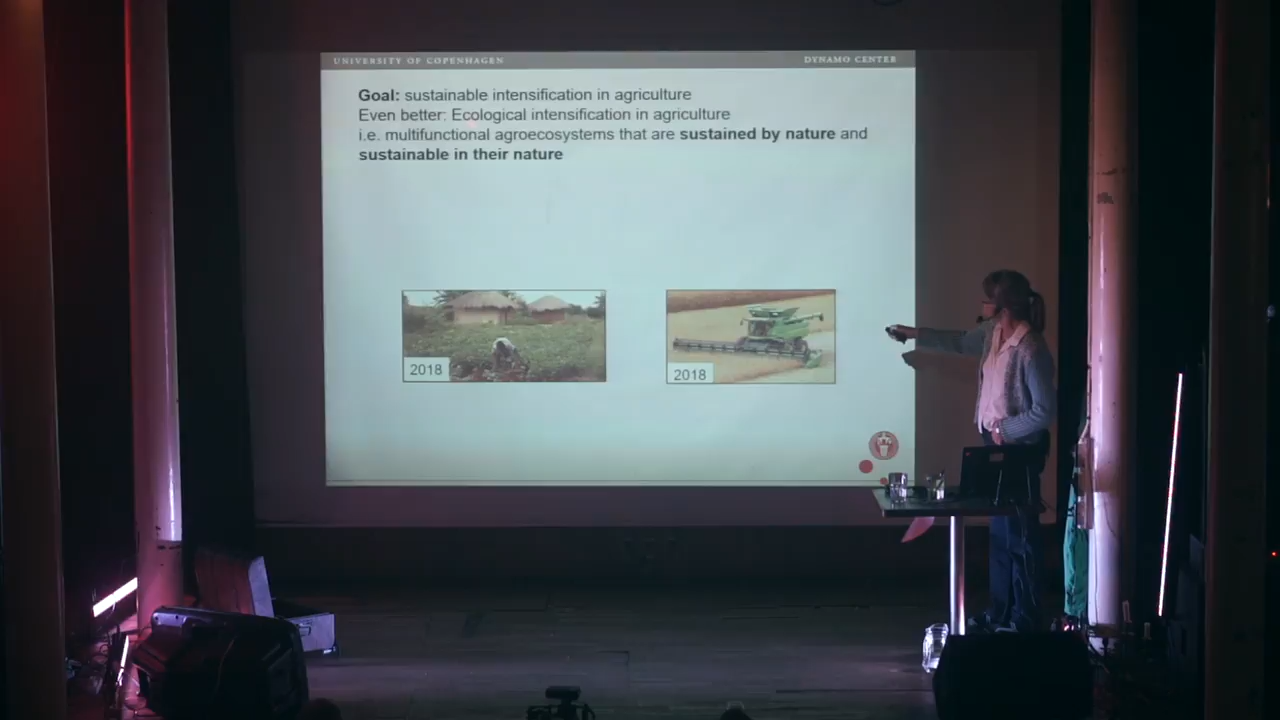 UNIVERSITY OF COPENHAGEN
DYNAMO CENTER
Goal: sustainable intensification in agriculture
Even better: Ecological intensification in agriculture
i.e. multifunctional agroecosystems that are sustained by nature and
sustainable in their nature
2018
2018